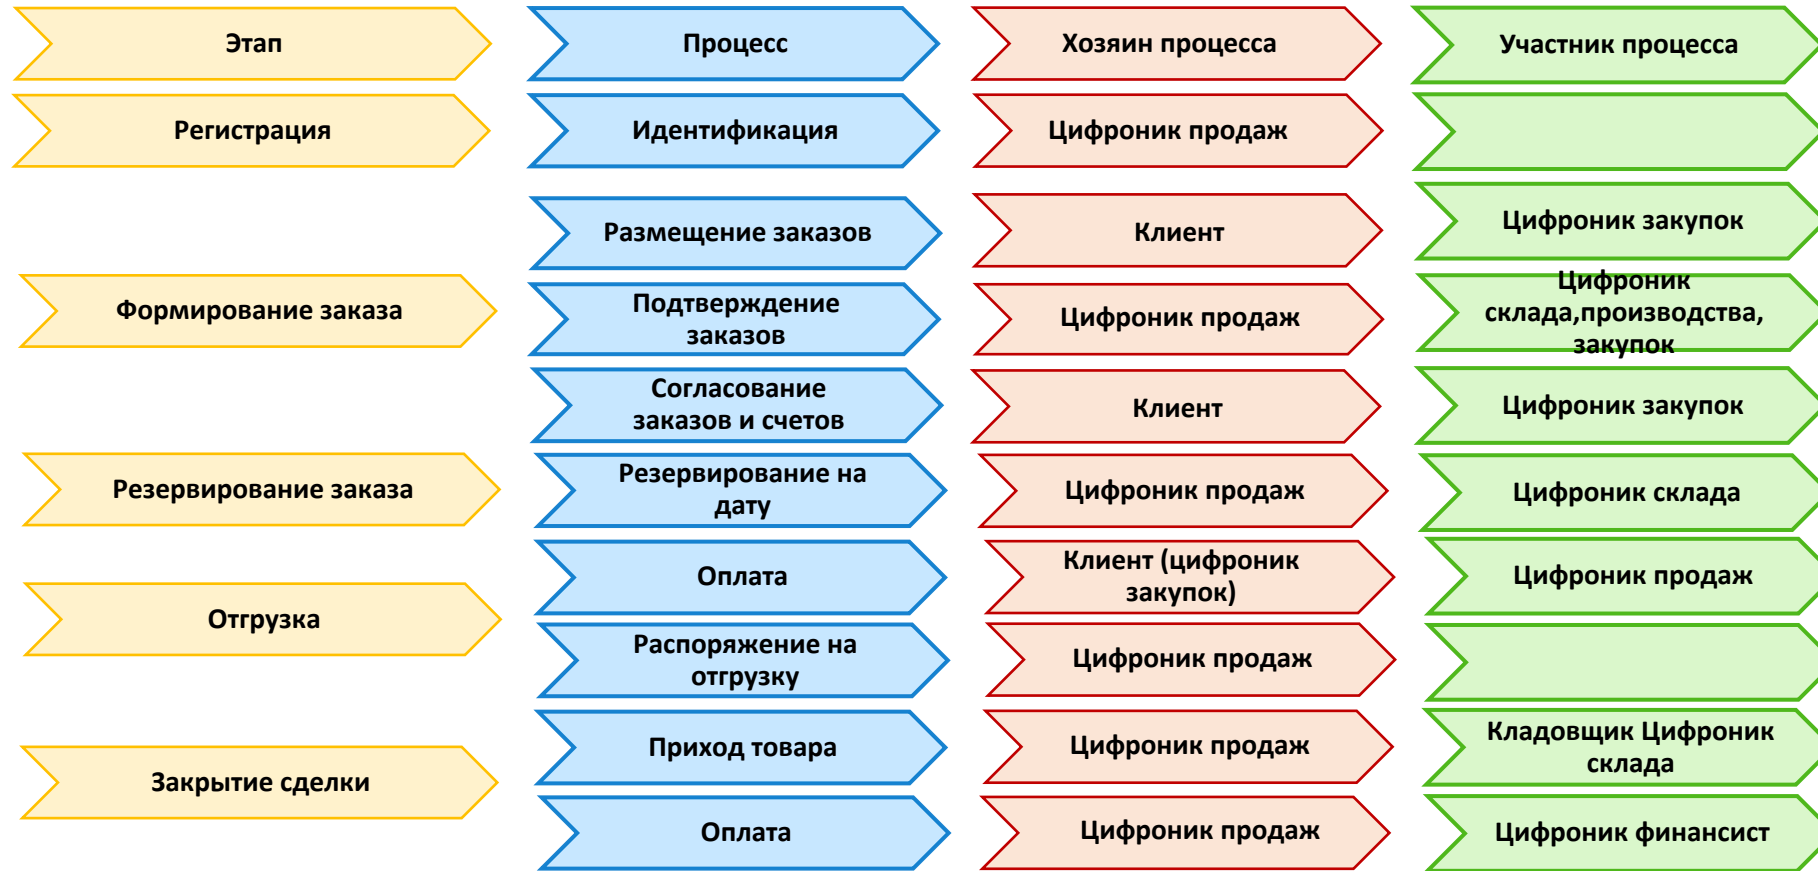 Этап
Процесс
Хозяин процесса
Участник процесса
Регистрация
Идентификация
Цифроник продаж
Размещение заказов
Клиент
Цифроник закупок
Формирование заказа
Подтверждение
заказов
Цифроник продаж
Цифроник
склада,производства,
закупок
Согласование
заказов и счетов
Клиент
Цифроник закупок
Резервирование заказа
Резервирование на
дату
Цифроник продаж
Цифроник склада
Отгрузка
Оплата
Клиент (цифроник
закупок)
Цифроник продаж
Распоряжение на
отгрузку
Цифроник продаж
Закрытие сделки
Приход товара
Цифроник продаж
Кладовщик Цифроник
склада
Оплата
Цифроник продаж
Цифроник финансист